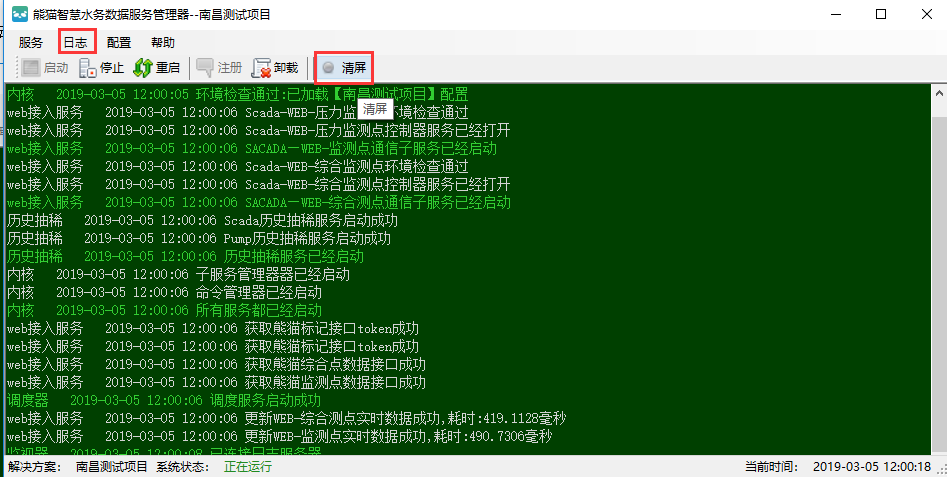 熊猫智慧水务数据服务管理器--南昌测试项目
服务 日志 配置 帮助
启动 停止 重启 注册 卸载 清屏
内核 2019-03-05 12:00:05 环境检查通过:已加载【南昌测试项目】配置
清屏
web接入服务 2019-03-05 12:00:06 Scada-WEB-压力监 环境检查通过
web接入服务 2019-03-05 12:00:06 Scada-WEB-压力监测点控制器服务已经打开
web接入服务 2019-03-05 12:00:06 SACADA—WEB-监测点通信子服务已经启动
web接入服务 2019-03-05 12:00:06 Scada-WEB-综合监测点环境检查通过
web接入服务 2019-03-05 12:00:06 Scada-WEB-综合监测点控制器服务已经打开
web接入服务 2019-03-05 12:00:06 SACADA—WEB-综合测点通信子服务已经启动
历史抽稀 2019-03-05 12:00:06 Scada历史抽稀服务启动成功
历史抽稀 2019-03-05 12:00:06 Pump历史抽稀服务启动成功
历史抽稀 2019-03-05 12:00:06 历史抽稀服务已经启动
内核 2019-03-05 12:00:06 子服务管理器器已经启动
内核 2019-03-05 12:00:06 命令管理器已经启动
内核 2019-03-05 12:00:06 所有服务都已经启动
web接入服务 2019-03-05 12:00:06 获取熊猫标记接口token成功
web接入服务 2019-03-05 12:00:06 获取熊猫标记接口token成功
web接入服务 2019-03-05 12:00:06 获取熊猫综合点数据接口成功
web接入服务 2019-03-05 12:00:06 获取熊猫监测点数据接口成功
调度器 2019-03-05 12:00:06 调度服务启动成功
web接入服务 2019-03-05 12:00:06 更新WEB-综合测点实时数据成功,耗时:419.1128毫秒
web接入服务 2019-03-05 12:00:06 更新WEB-监测点实时数据成功,耗时:490.7306毫秒
监视器 2019-03-05 12:00:08 已连接日志服务器
解决方案: 南昌测试项目 系统状态: 正在运行 当前时间: 2019-03-05 12:00:18